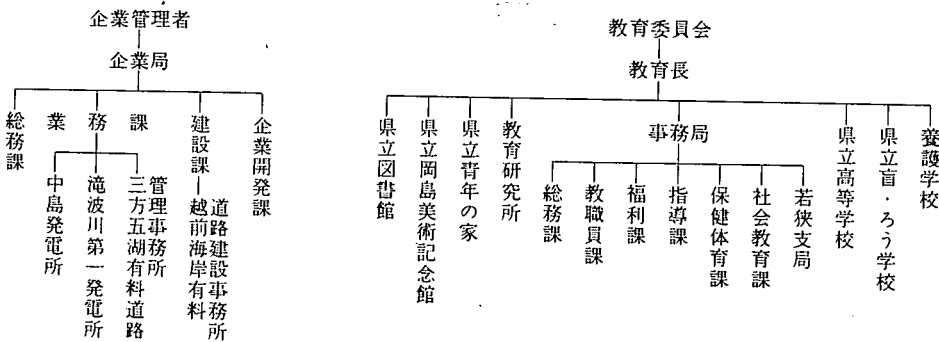 企業管理者
企業局
総務課
業務課
中島発電所
滝波川第一発電所
三方五湖有料道路
管理事務所
建設課
越前海岸有料
道路建設事務所
企業開発課
教育委員会
教育長
県立図書館
県立岡島美術記念館
県立青年の家
教育研究所
事務局
総務課
教職員課
福利課
指導課
保健体育課
社会教育課
若狭支局
県立高等学校
県立盲・ろう学校
養護学校